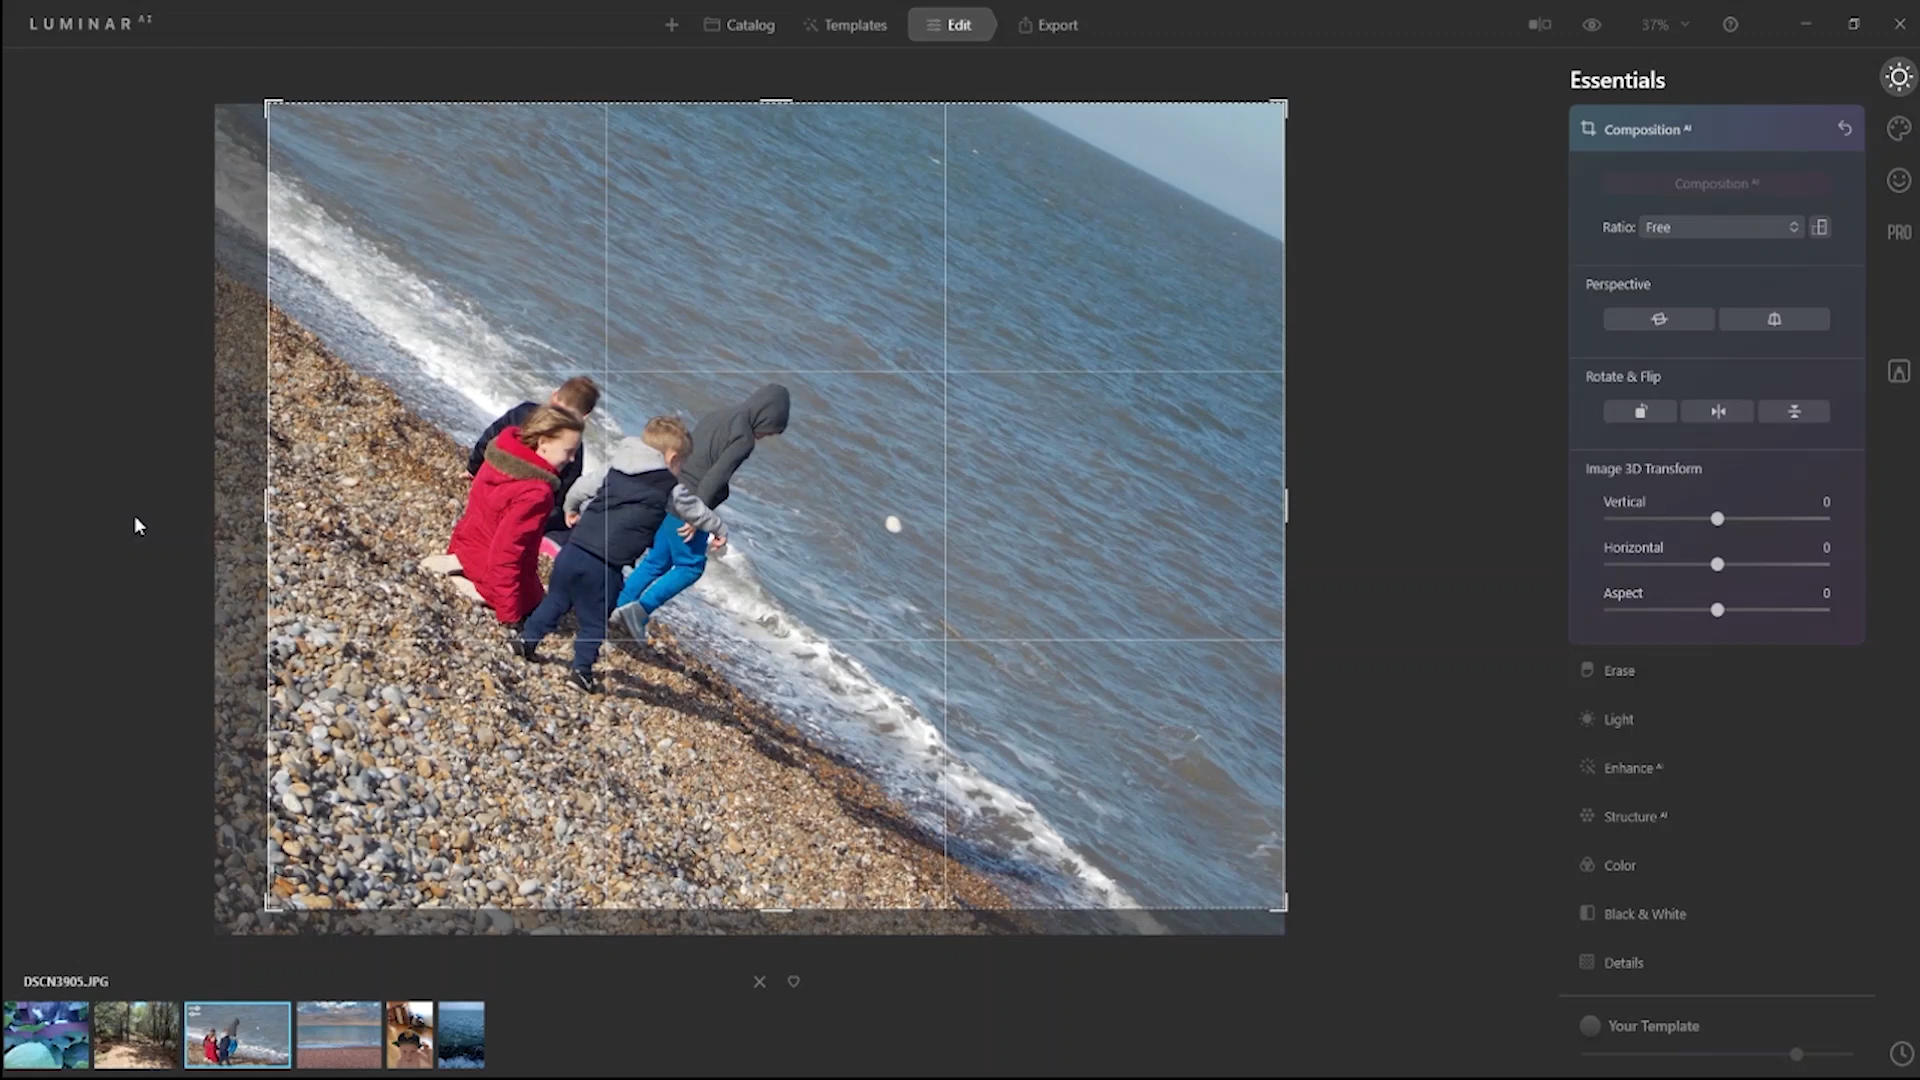 LUMINAR AI
Catalog
Templates
Edit
Export
37%
Essentials
Composition AI
Composition AI
Ratio: Free
PRO
Perspective
Rotate & Flip
Image 3D Transform
Vertical 0
Horizontal 0
Aspect 0
Erase
Light
Enhance AI
Structure AI
Color
Black & White
Details
DSCN3905.JPG
Your Template